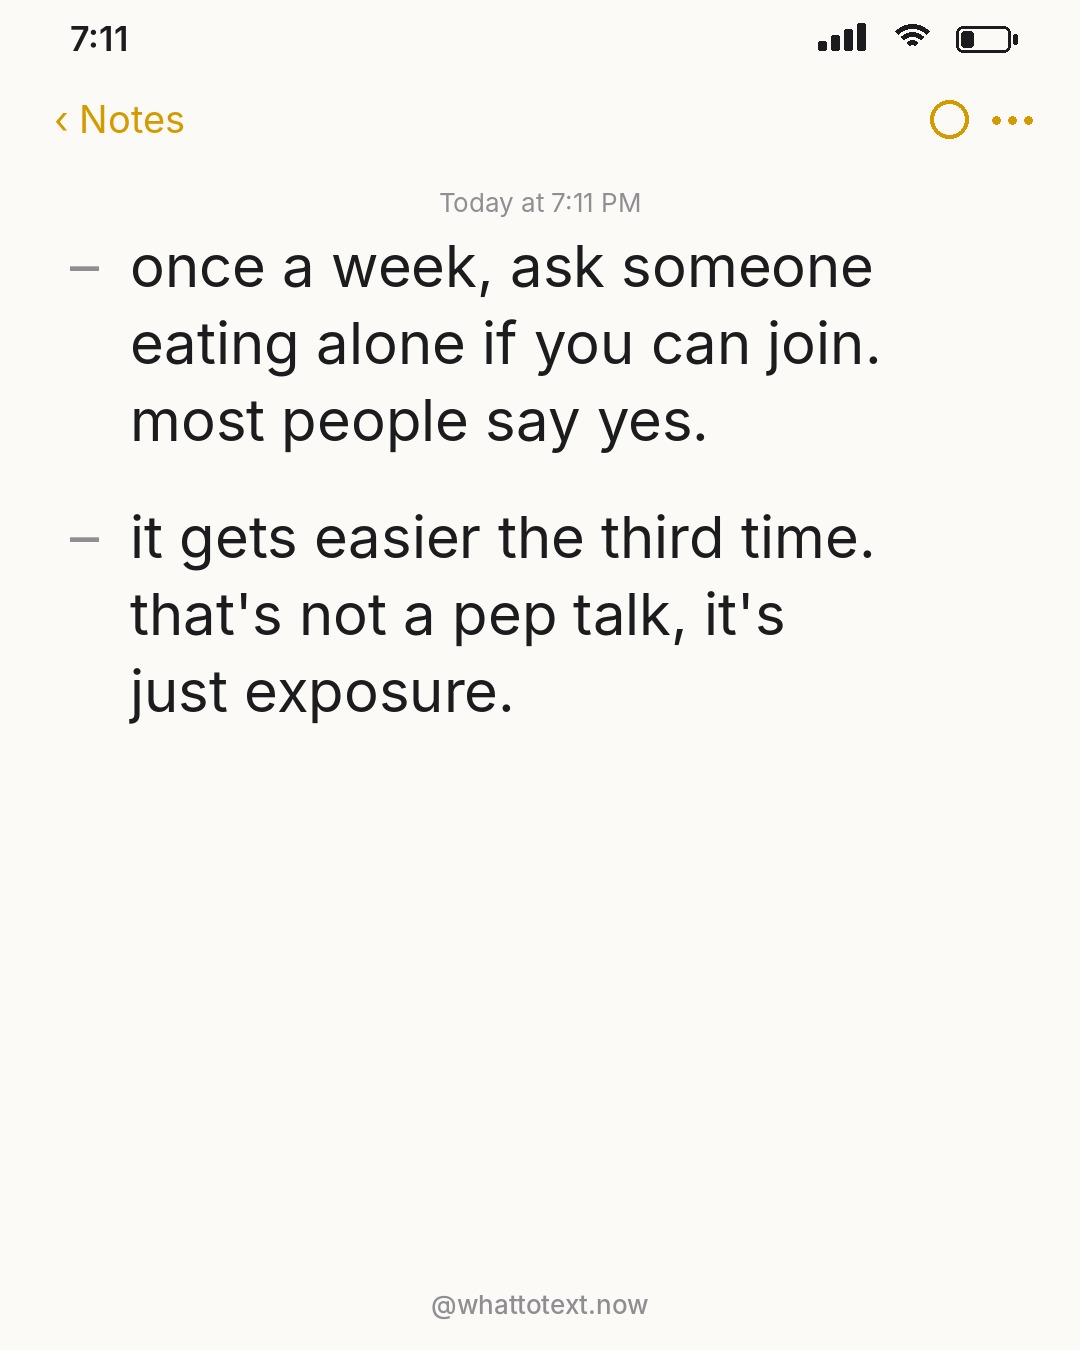 7:11
‹ Notes
Today at 7:11 PM
– once a week, ask someone
eating alone if you can join.
most people say yes.
– it gets easier the third time.
that's not a pep talk, it's
just exposure.
@whattotext.now